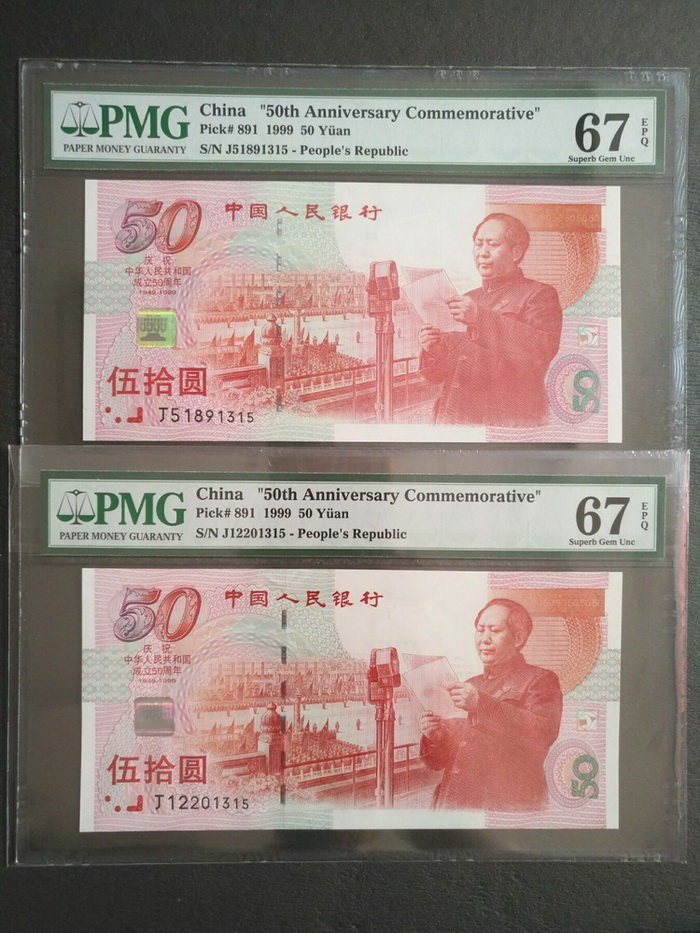 PMG
PAPER MONEY GUARANTY
China "50th Anniversary Commemorative"
Pick# 891 1999 50 Yüan
S/N J51891315 - People's Republic
67
EPQ
Superb Gem Unc
50
中国人民银行
庆祝
中华人民共和国
成立50周年
1949-1999
伍拾圆
J51891315
50
PMG
PAPER MONEY GUARANTY
China "50th Anniversary Commemorative"
Pick# 891 1999 50 Yüan
S/N J12201315 - People's Republic
67
EPQ
Superb Gem Unc
50
中国人民银行
庆祝
中华人民共和国
成立50周年
1949-1999
伍拾圆
J12201315
50